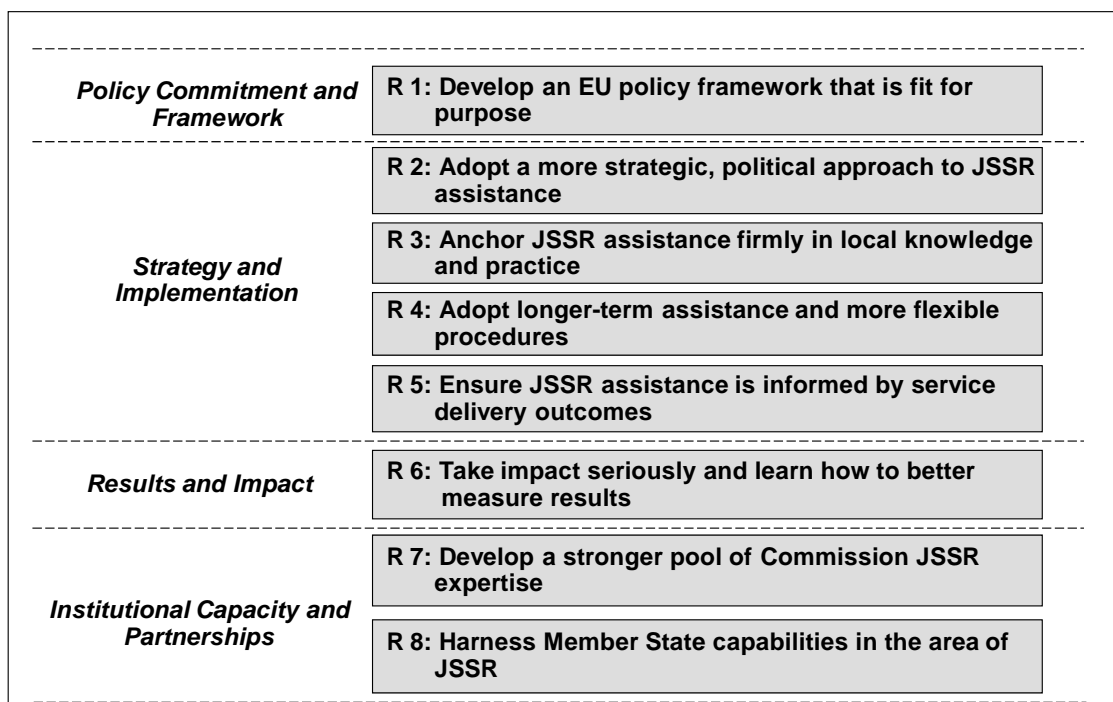 Policy Commitment and
Framework
R 1: Develop an EU policy framework that is fit for
purpose
Strategy and
Implementation
R 2: Adopt a more strategic, political approach to JSSR
assistance
R 3: Anchor JSSR assistance firmly in local knowledge
and practice
R 4: Adopt longer-term assistance and more flexible
procedures
R 5: Ensure JSSR assistance is informed by service
delivery outcomes
Results and Impact
R 6: Take impact seriously and learn how to better
measure results
Institutional Capacity and
Partnerships
R 7: Develop a stronger pool of Commission JSSR
expertise
R 8: Harness Member State capabilities in the area of
JSSR